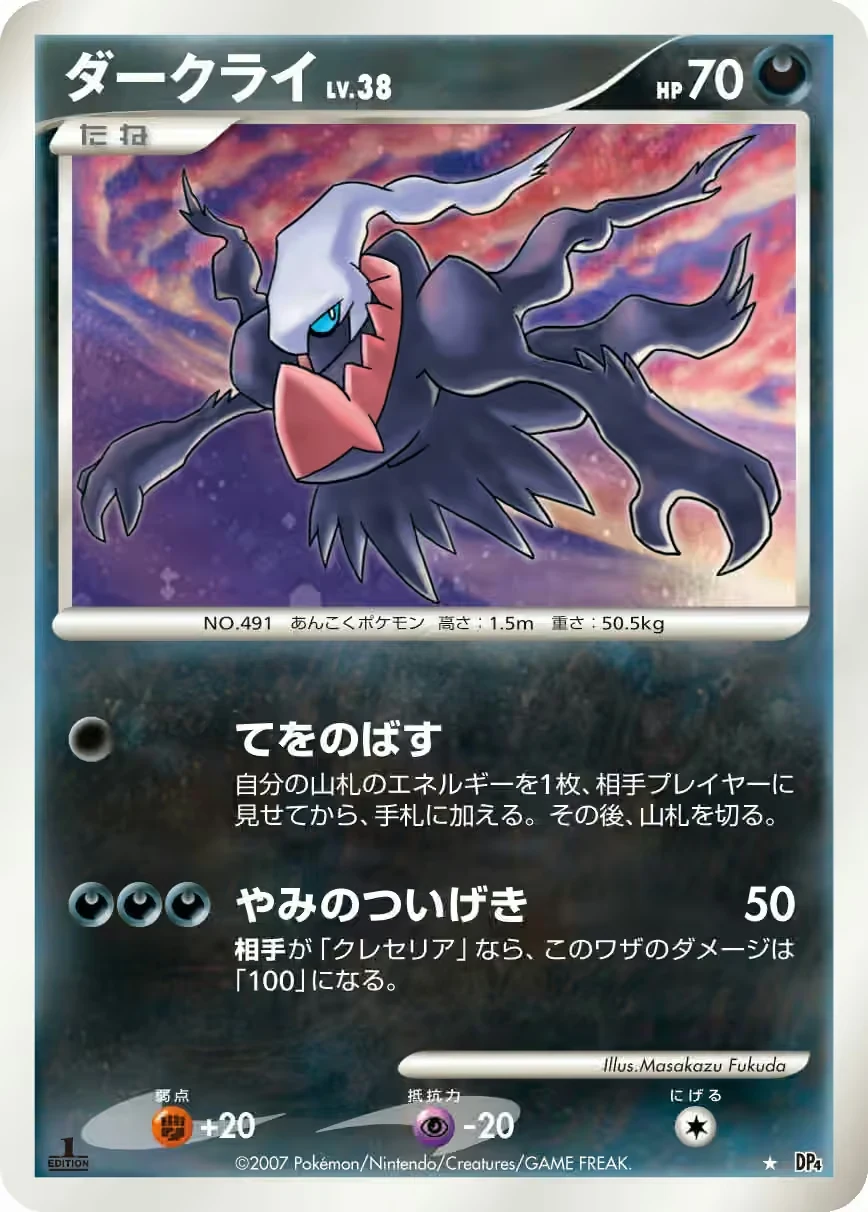 ダークライ LV.38 HP70
たね
NO.491 あんこくポケモン 高さ：1.5m 重さ：50.5kg
てをのばす
自分の山札のエネルギーを1枚、相手プレイヤーに
見せてから、手札に加える。その後、山札を切る。
やみのついげき 50
相手が「クレセリア」なら、このワザのダメージは
「100」になる。
Illus.Masakazu Fukuda
弱点 抵抗力 にげる
+20 -20
1
EDITION
©2007 Pokémon/Nintendo/Creatures/GAME FREAK.
★ DP4